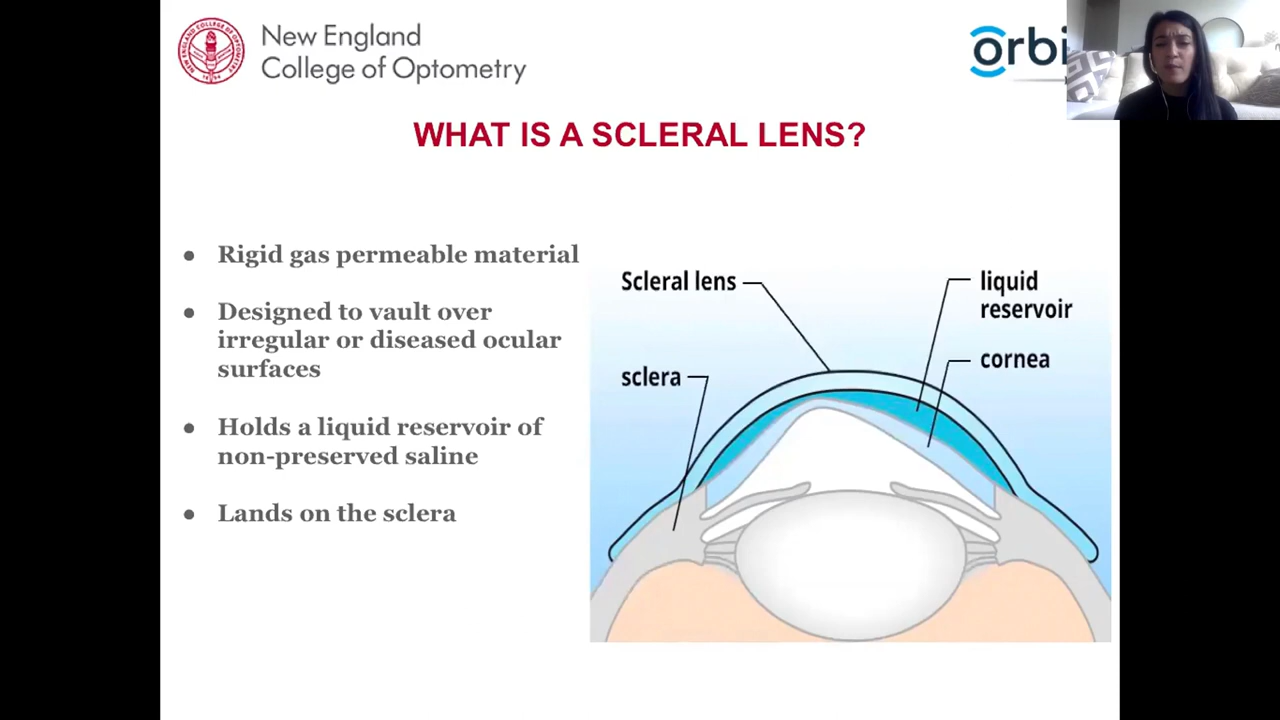 New England
College of Optometry
orbi
WHAT IS A SCLERAL LENS?
● Rigid gas permeable material
● Designed to vault over
irregular or diseased ocular
surfaces
● Holds a liquid reservoir of
non-preserved saline
● Lands on the sclera
Scleral lens
liquid
reservoir
sclera
cornea